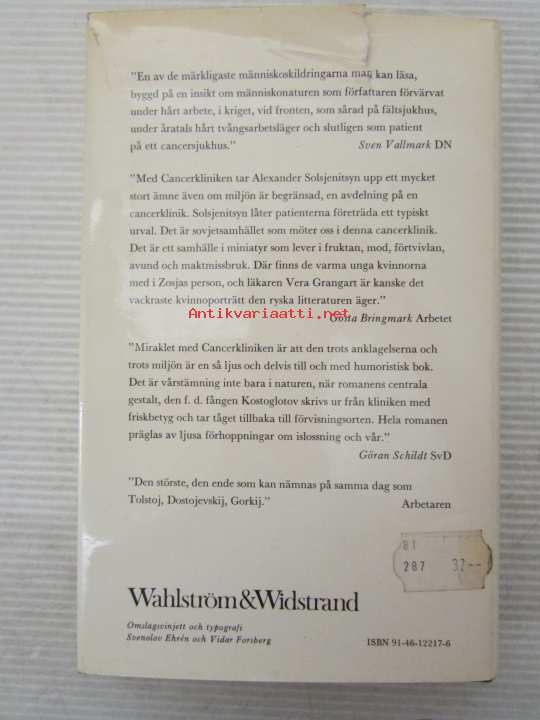 "En av de märkligaste människoskildringarna man kan läsa,
byggd på en insikt om människonaturen som författaren förvärvat
under hårt arbete, i kriget, vid fronten, som sårad på fältsjukhus,
under åratals hårt tvångsarbetsläger och slutligen som patient
på ett cancersjukhus." Sven Vallmark DN
"Med Cancerkliniken tar Alexander Solsjenitsyn upp ett mycket
stort ämne även om miljön är begränsad, en avdelning på en
cancerklinik. Solsjenitsyn låter patienterna företräda ett typiskt
urval. Det är sovjetsamhället som möter oss i denna cancerklinik.
Det är ett samhälle i miniatyr som lever i fruktan, mod, förtvivlan,
avund och maktmissbruk. Där finns de varma unga kvinnorna
med i Zosjas person, och läkaren Vera Grangart är kanske det
vackraste kvinnoporträtt den ryska litteraturen äger."
Antikvariaatti.net
Gösta Bringmark Arbetet
"Miraklet med Cancerkliniken är att den trots anklagelserna och
trots miljön är en så ljus och delvis till och med humoristisk bok.
Det är vårstämning inte bara i naturen, när romanens centrala
gestalt, den f. d. fången Kostoglotov skrivs ur från kliniken med
friskbetyg och tar tåget tillbaka till förvisningsorten. Hela romanen
präglas av ljusa förhoppningar om islossning och vår."
Göran Schildt SvD
"Den störste, den ende som kan nämnas på samma dag som
Tolstoj, Dostojevskij, Gorkij." Arbetaren
81
287 32--
Wahlström&Widstrand
Omslagsvinjett och typografi
Svenolov Ehrén och Vidar Forsberg
ISBN 91-46-12217-6